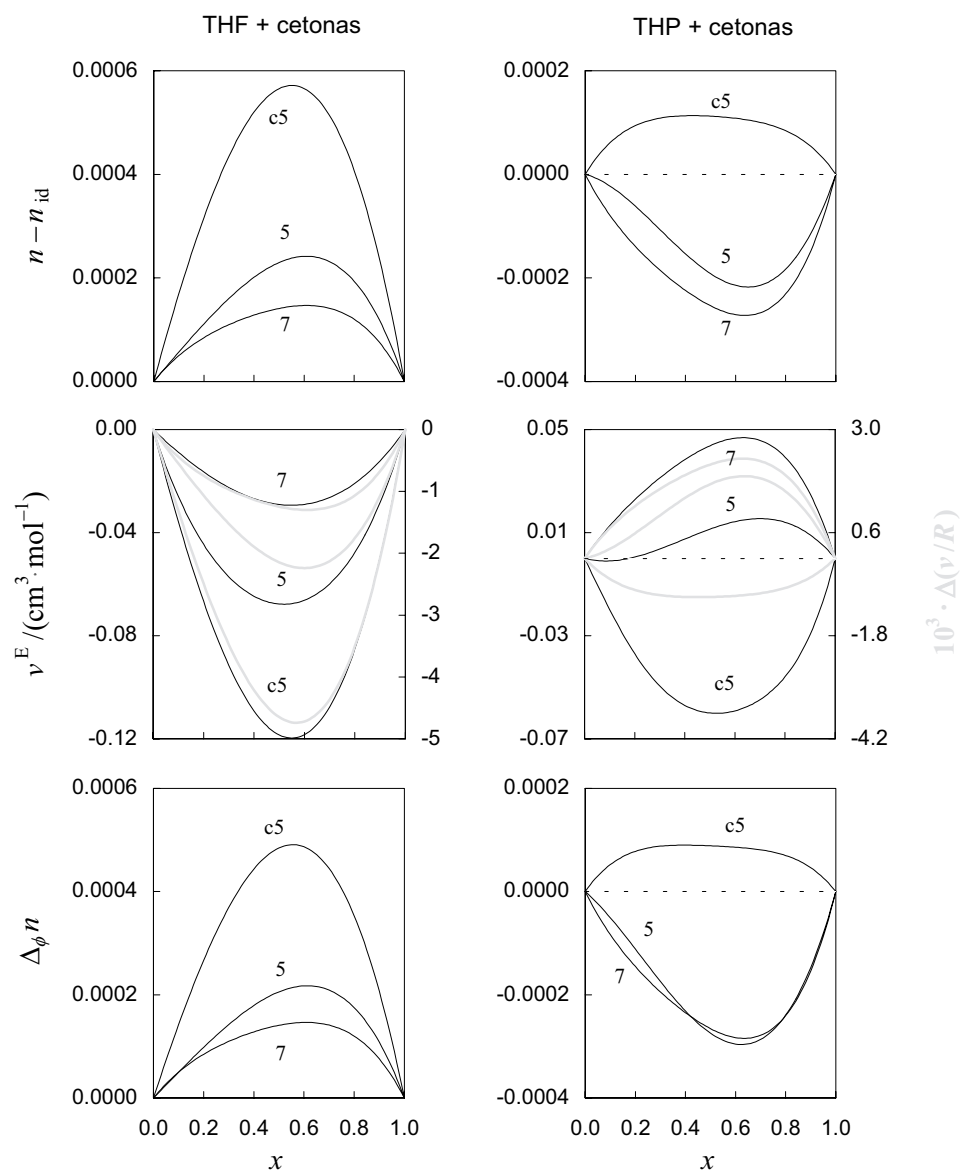 THF + cetonas
THP + cetonas
n − n id
0.0006
0.0004
0.0002
0.0000
c5
5
7
0.0002
0.0000
-0.0002
-0.0004
c5
5
7
v E /(cm3·mol−1)
0.00
-0.04
-0.08
-0.12
7
5
c5
0
-1
-2
-3
-4
-5
0.05
0.01
-0.03
-0.07
7
5
c5
3.0
0.6
-1.8
-4.2
10³ · Δ(v/R)
Δϕ n
0.0006
0.0004
0.0002
0.0000
c5
5
7
0.0 0.2 0.4 0.6 0.8 1.0
x
0.0002
0.0000
-0.0002
-0.0004
c5
5
7
0.0 0.2 0.4 0.6 0.8 1.0
x